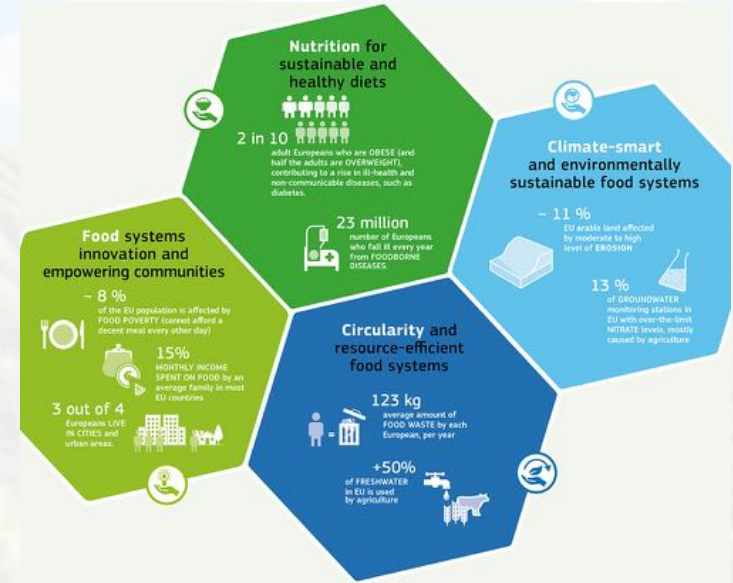 Nutrition for
sustainable and
healthy diets
2 in 10
adult Europeans who are OBESE (and
half the adults are OVERWEIGHT),
contributing to a rise in ill-health and
non-communicable diseases, such as
diabetes.
23 million
number of Europeans
who fall ill every year
from FOODBORNE
DISEASES.
Climate-smart
and environmentally
sustainable food systems
~ 11 %
EU arable land affected
by moderate to high
level of EROSION
13 %
of GROUNDWATER
monitoring stations in
EU with over-the-limit
NITRATE levels, mostly
caused by agriculture
Food systems
innovation and
empowering communities
~ 8 %
of the EU population is affected by
FOOD POVERTY (cannot afford a
decent meal every other day)
15%
MONTHLY INCOME
SPENT ON FOOD by an
average family in most
EU countries
3 out of 4
Europeans LIVE
IN CITIES and
urban areas.
Circularity and
resource-efficient
food systems
123 kg
average amount of
FOOD WASTE by each
European, per year
=
+50%
of FRESHWATER
in EU is used
by agriculture